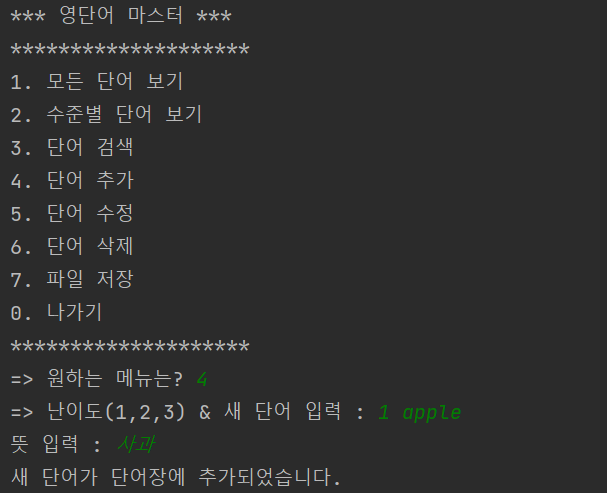 *** 영단어 마스터 ***
********************
1. 모든 단어 보기
2. 수준별 단어 보기
3. 단어 검색
4. 단어 추가
5. 단어 수정
6. 단어 삭제
7. 파일 저장
0. 나가기
********************
=> 원하는 메뉴는? 4
=> 난이도(1,2,3) & 새 단어 입력 : 1 apple
뜻 입력 : 사과
새 단어가 단어장에 추가되었습니다.